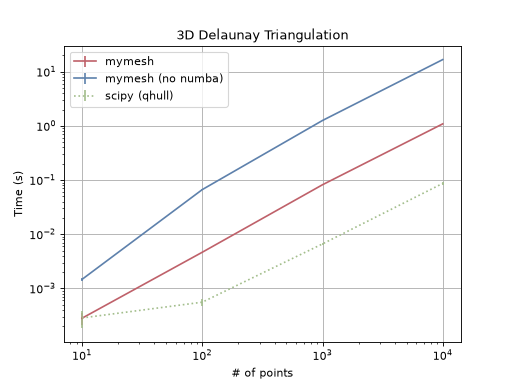 3D Delaunay Triangulation
mymesh
mymesh (no numba)
scipy (qhull)
Time (s)
10¹
10⁰
10⁻¹
10⁻²
10⁻³
10¹ 10² 10³ 10⁴
# of points